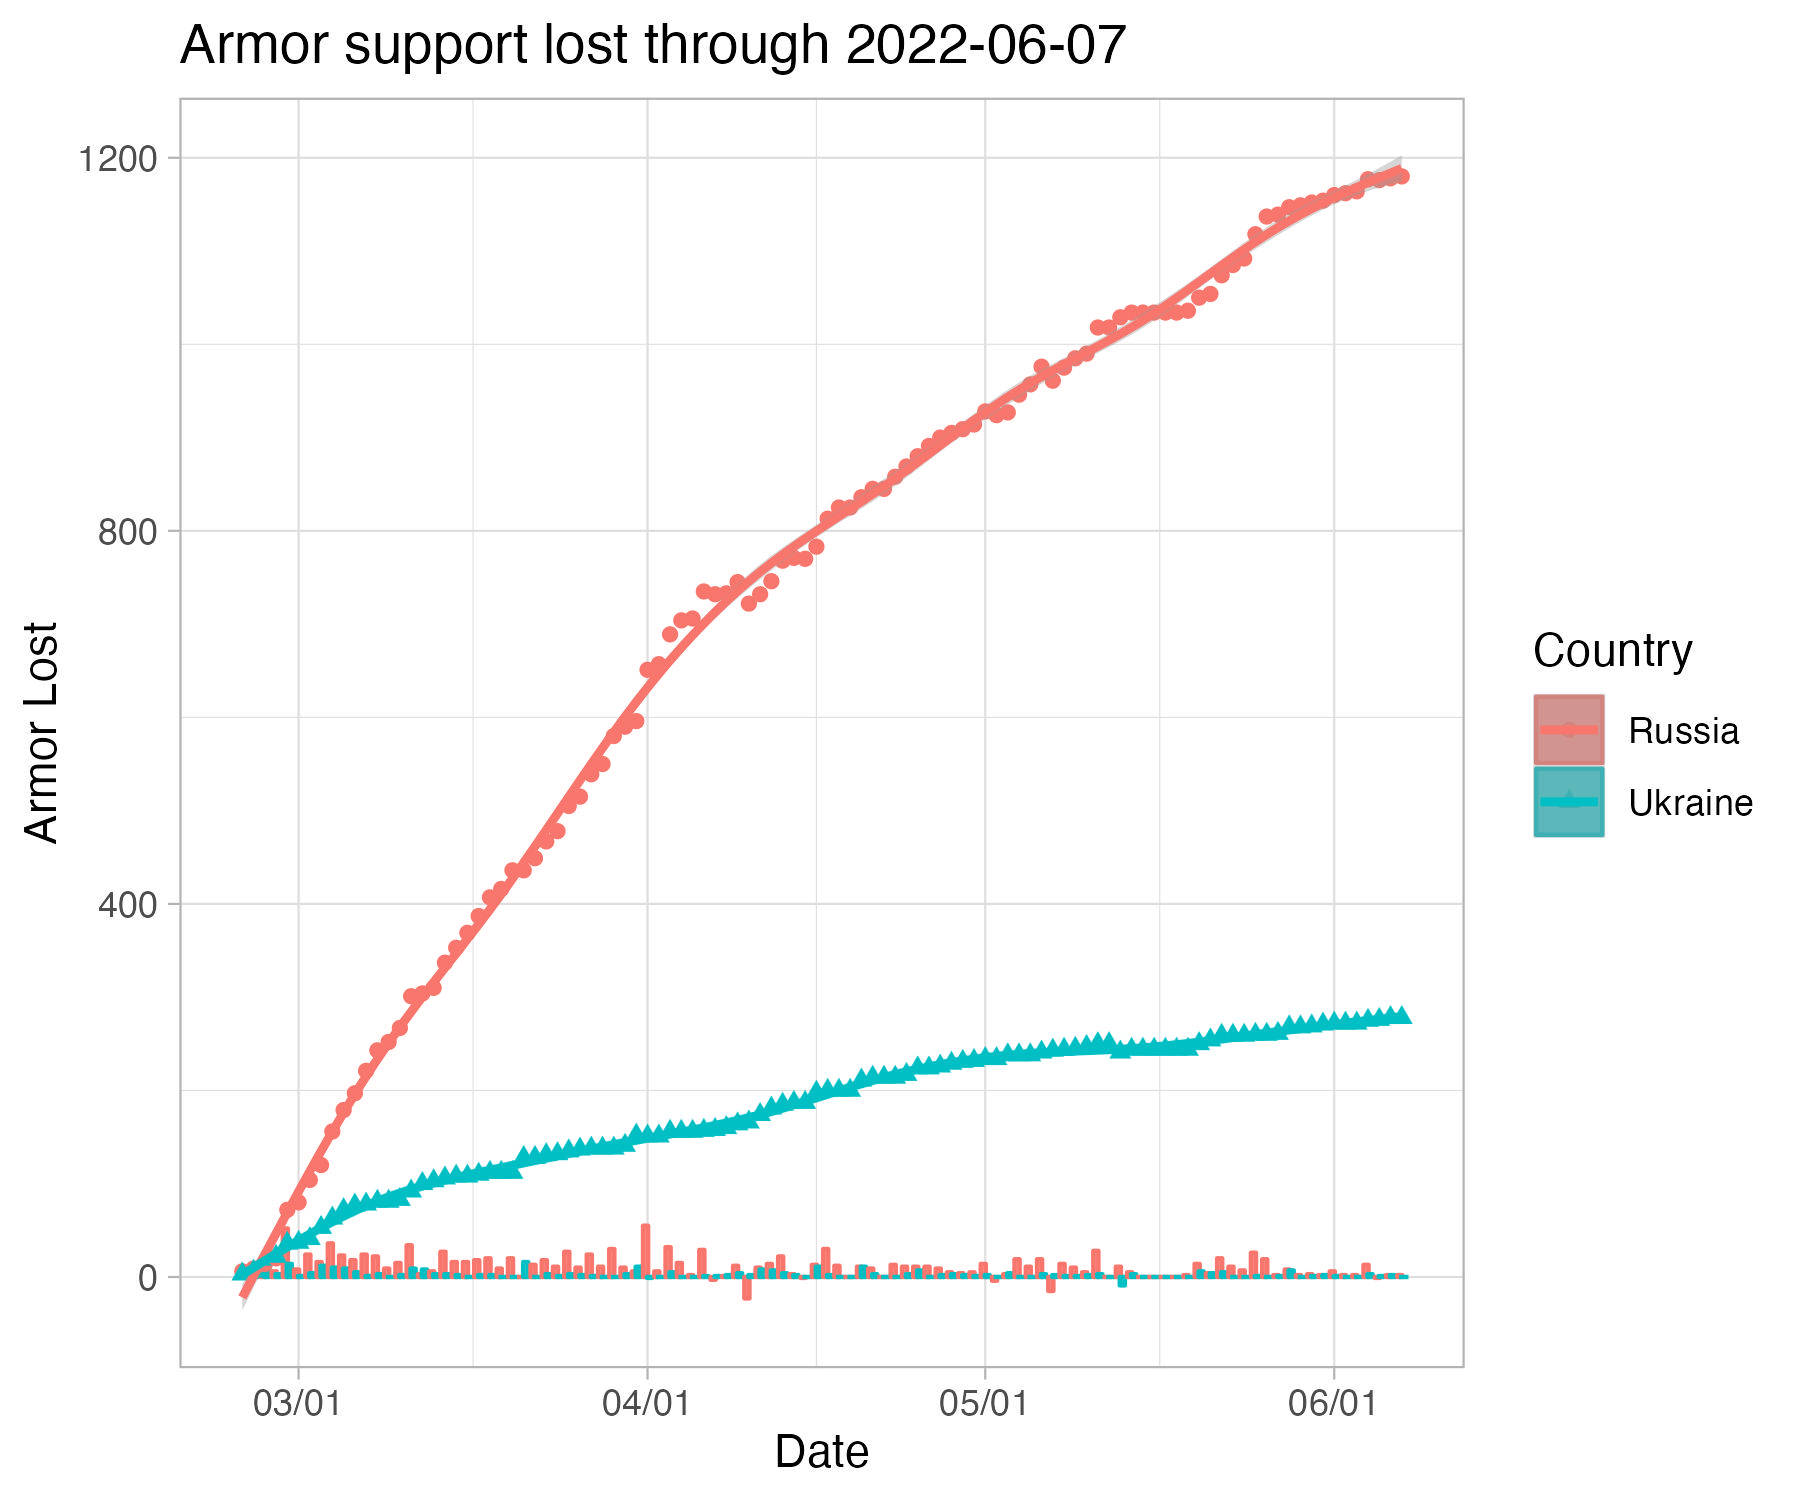 Armor support lost through 2022-06-07
1200
800
400
0
Armor Lost
03/01
04/01
05/01
06/01
Date
Country
Russia
Ukraine